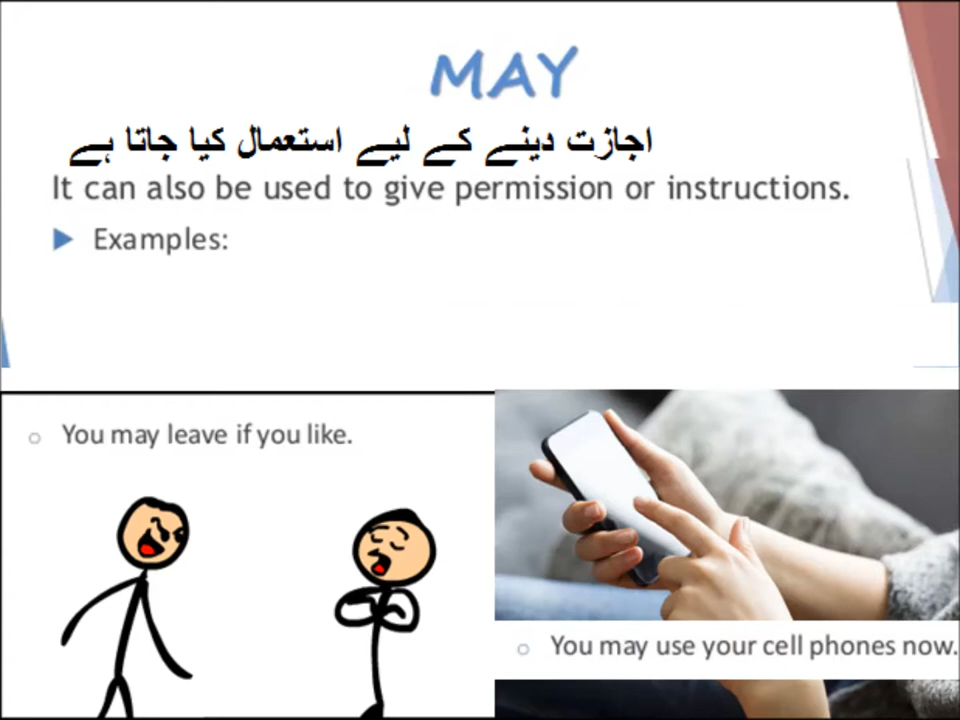 MAY
اجازت دینے کے لیے استعمال کیا جاتا ہے
It can also be used to give permission or instructions.
Examples:
You may leave if you like.
You may use your cell phones now.